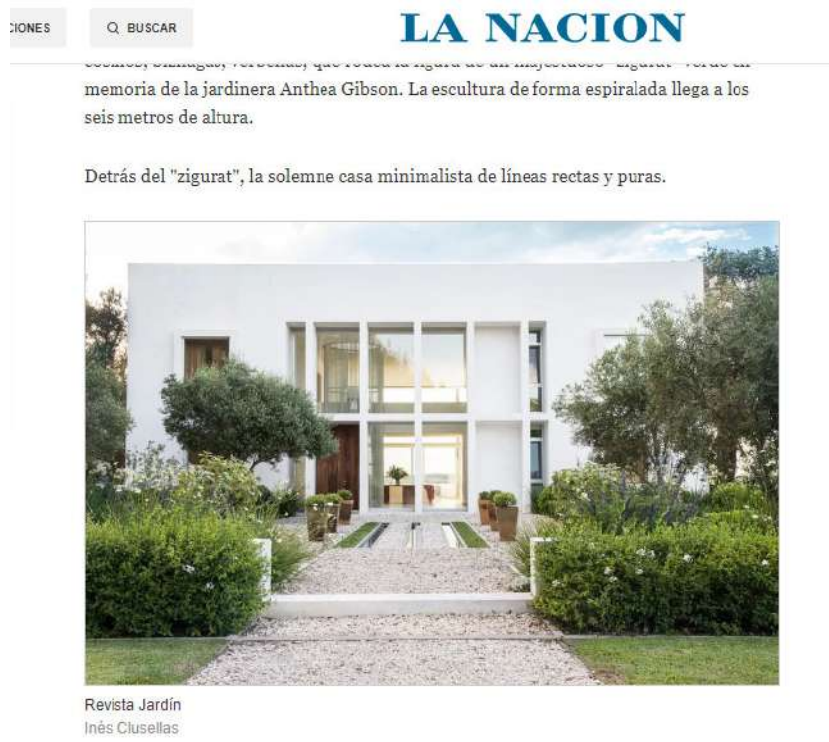 CIONES
BUSCAR
LA NACION
memoria de la jardinera Anthea Gibson. La escultura de forma espiralada llega a los
seis metros de altura.
Detrás del "zigurat", la solemne casa minimalista de líneas rectas y puras.
Revista Jardín
Inés Clusellas